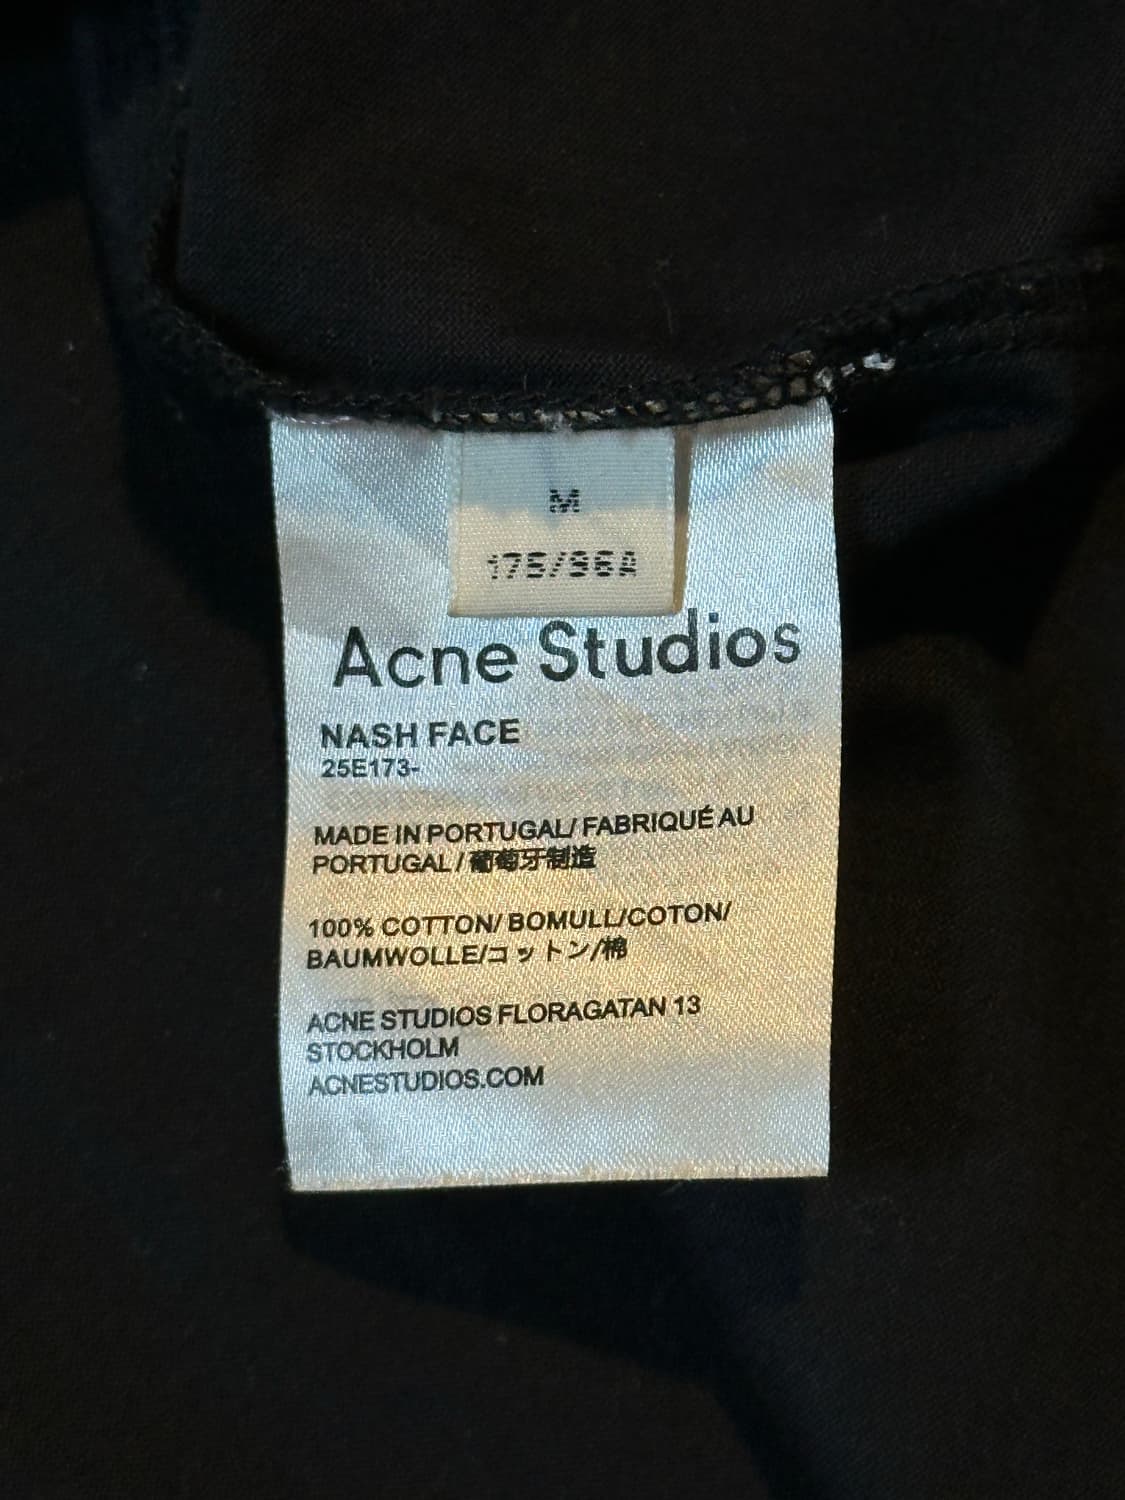 M
175/96A
Acne Studios
NASH FACE
25E173-
MADE IN PORTUGAL/ FABRIQUÉ AU
PORTUGAL / 葡萄牙制造
100% COTTON/ BOMULL/COTON/
BAUMWOLLE/コットン/棉
ACNE STUDIOS FLORAGATAN 13
STOCKHOLM
ACNESTUDIOS.COM